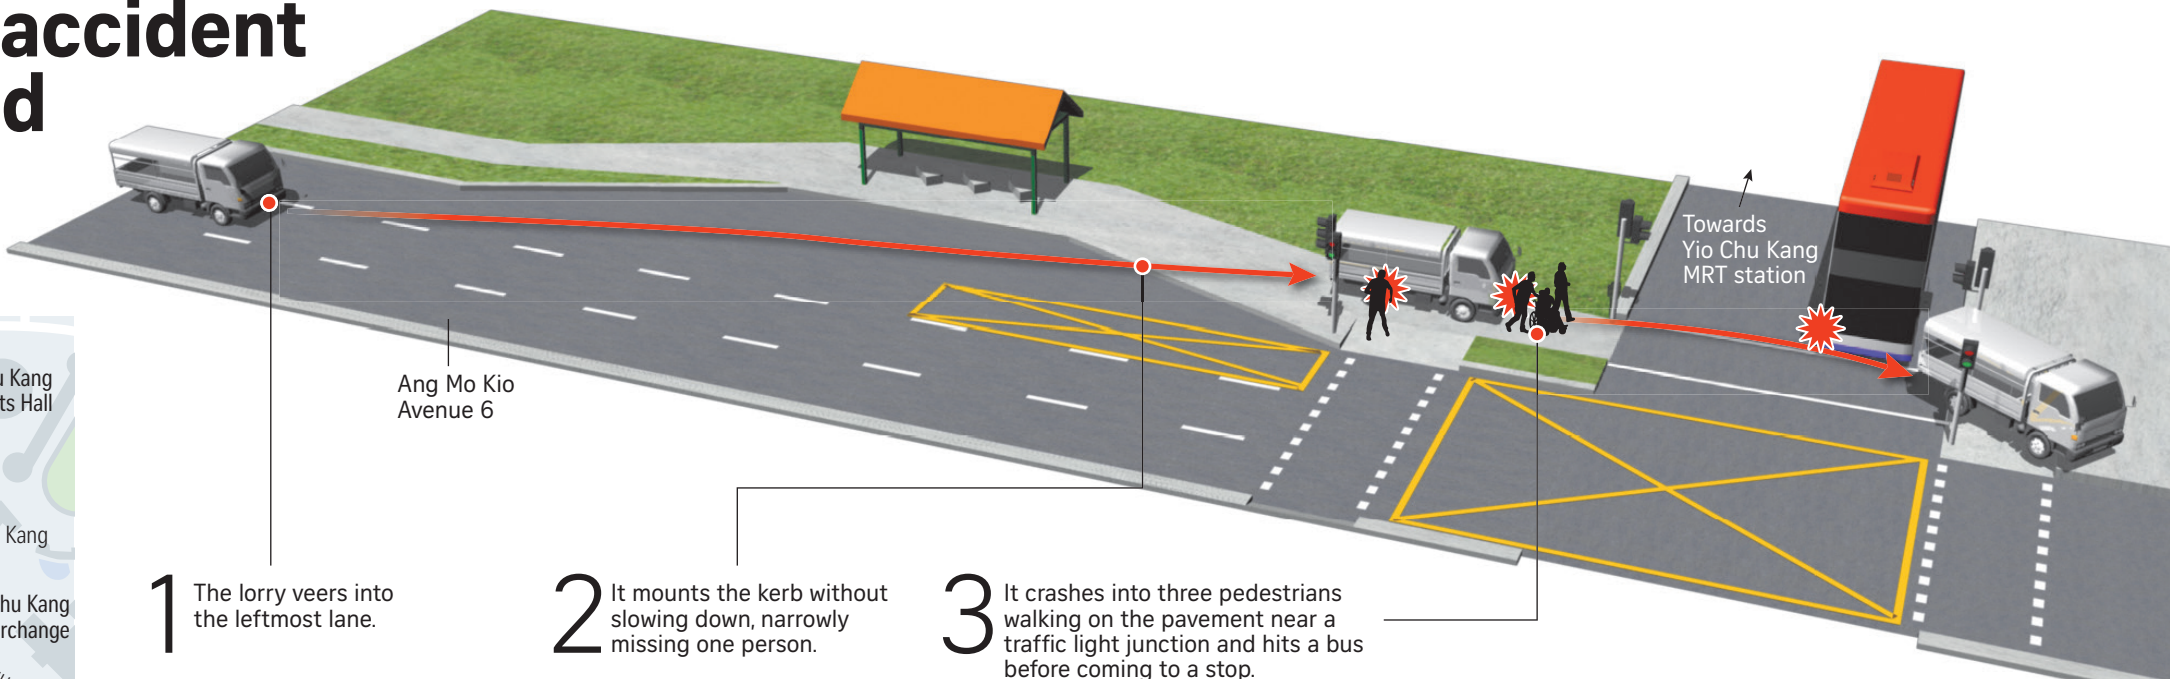 accident
d
Towards
Yio Chu Kang
MRT station
u Kang
ts Hall
Ang Mo Kio
Avenue 6
Kang
hu Kang
rchange
1
The lorry veers into
the leftmost lane.
2
It mounts the kerb without
slowing down, narrowly
missing one person.
3
It crashes into three pedestrians
walking on the pavement near a
traffic light junction and hits a bus
before coming to a stop.